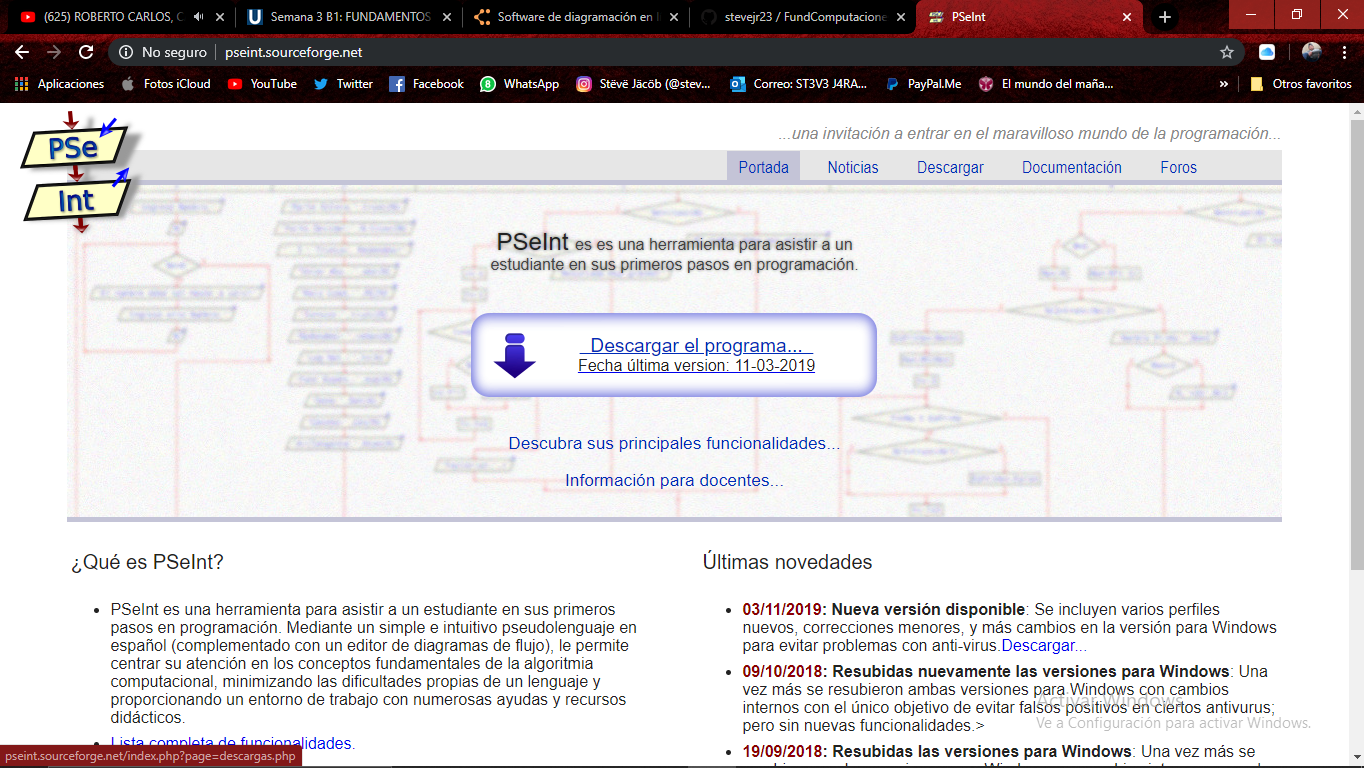 (625) ROBERTO CARLOS, C
Semana 3 B1: FUNDAMENTOS
Software de diagramación en l
stevejr23 / FundComputacione
PSeInt
No seguro | pseint.sourceforge.net
Aplicaciones
Fotos iCloud
YouTube
Twitter
Facebook
WhatsApp
Stëvë Jäcöb (@stev...
Correo: ST3V3 J4RA...
PayPal.Me
El mundo del maña...
»
Otros favoritos
PSe
Int
...una invitación a entrar en el maravilloso mundo de la programación...
Portada
Noticias
Descargar
Documentación
Foros
PSeInt es es una herramienta para asistir a un
estudiante en sus primeros pasos en programación.
Descargar el programa...
Fecha última version: 11-03-2019
Descubra sus principales funcionalidades...
Información para docentes...
¿Qué es PSeInt?
• PSeInt es una herramienta para asistir a un estudiante en sus primeros
pasos en programación. Mediante un simple e intuitivo pseudolenguaje en
español (complementado con un editor de diagramas de flujo), le permite
centrar su atención en los conceptos fundamentales de la algoritmia
computacional, minimizando las dificultades propias de un lenguaje y
proporcionando un entorno de trabajo con numerosas ayudas y recursos
didácticos.
• Lista completa de funcionalidades.
Últimas novedades
• 03/11/2019: Nueva versión disponible: Se incluyen varios perfiles
nuevos, correcciones menores, y más cambios en la versión para Windows
para evitar problemas con anti-virus.Descargar...
• 09/10/2018: Resubidas nuevamente las versiones para Windows: Una
vez más se resubieron ambas versiones para Windows con cambios
internos con el único objetivo de evitar falsos positivos en ciertos antivurus;
pero sin nuevas funcionalidades.>
• 19/09/2018: Resubidas las versiones para Windows: Una vez más se
Activar Windows
Ve a Configuración para activar Windows.
pseint.sourceforge.net/index.php?page=descargas.php